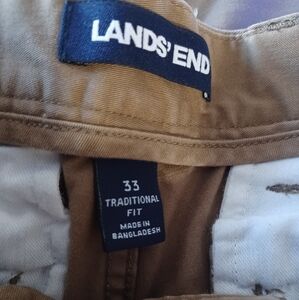 LANDS' END
33
TRADITIONAL
FIT
MADE IN
BANGLADESH